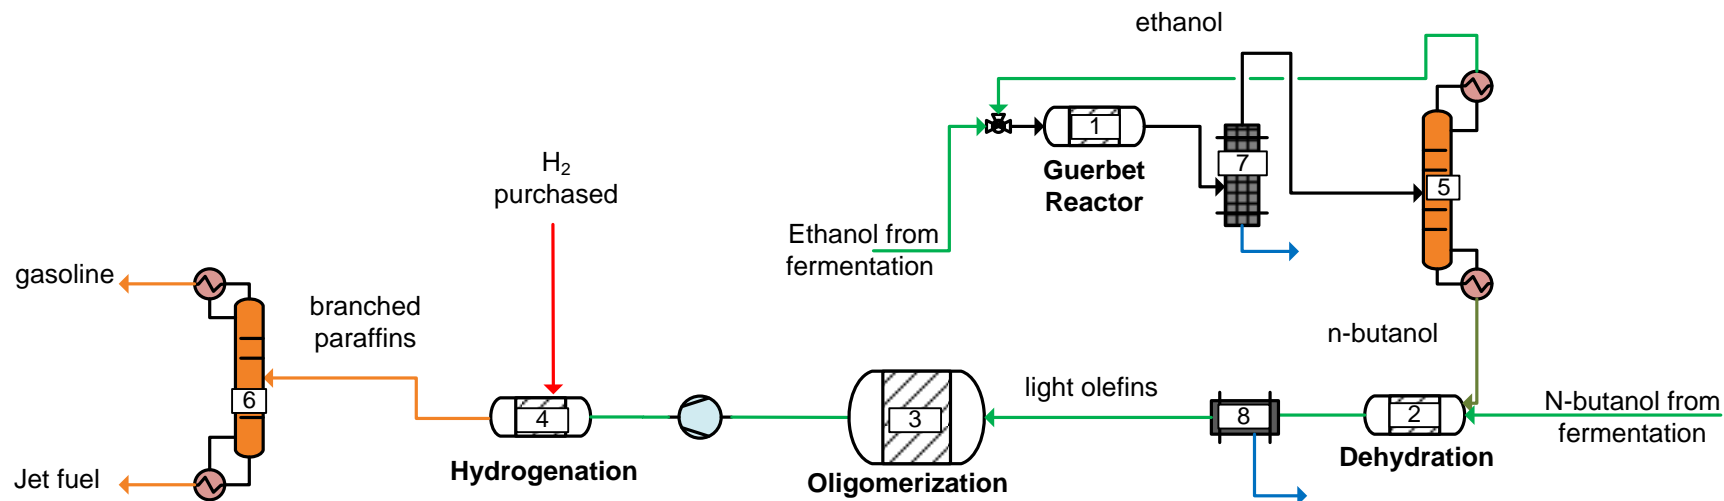 ethanol
1
Guerbet
Reactor
7
5
H₂
purchased
Ethanol from
fermentation
gasoline
branched
paraffins
n-butanol
light olefins
6
4
3
8
2
N-butanol from
fermentation
Hydrogenation
Oligomerization
Dehydration
Jet fuel